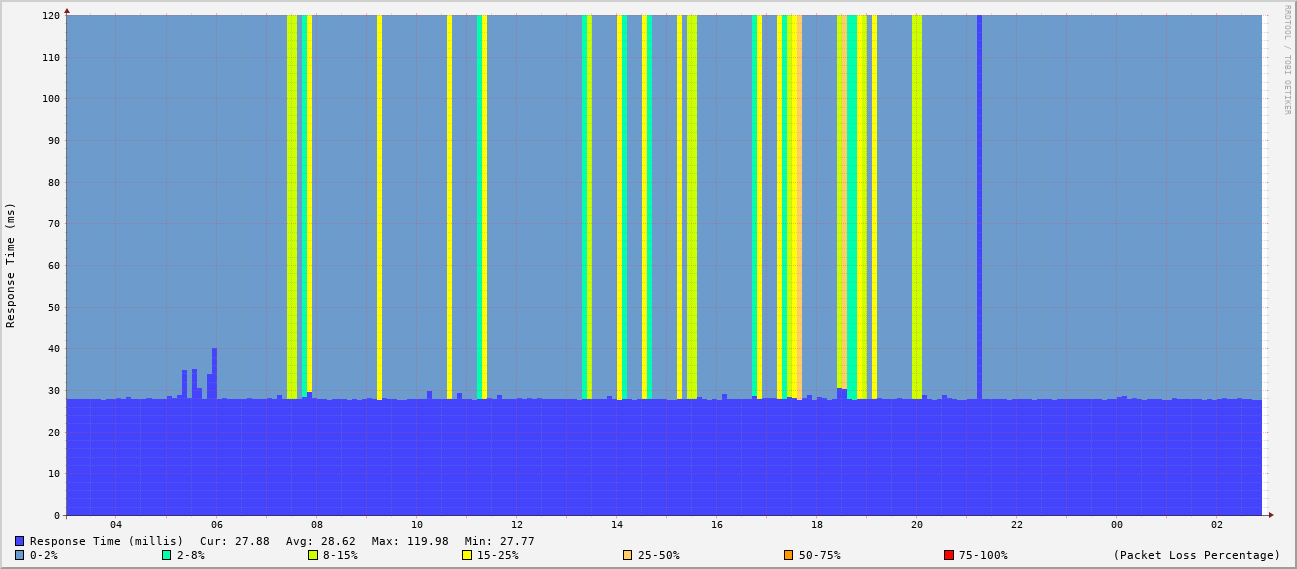 RRDTOOL / TOBI OETIKER
Response Time (ms)
120
110
100
90
80
70
60
50
40
30
20
10
0
04 06 08 10 12 14 16 18 20 22 00 02
Response Time (millis) Cur: 27.88 Avg: 28.62 Max: 119.98 Min: 27.77
0-2% 2-8% 8-15% 15-25% 25-50% 50-75% 75-100% (Packet Loss Percentage)